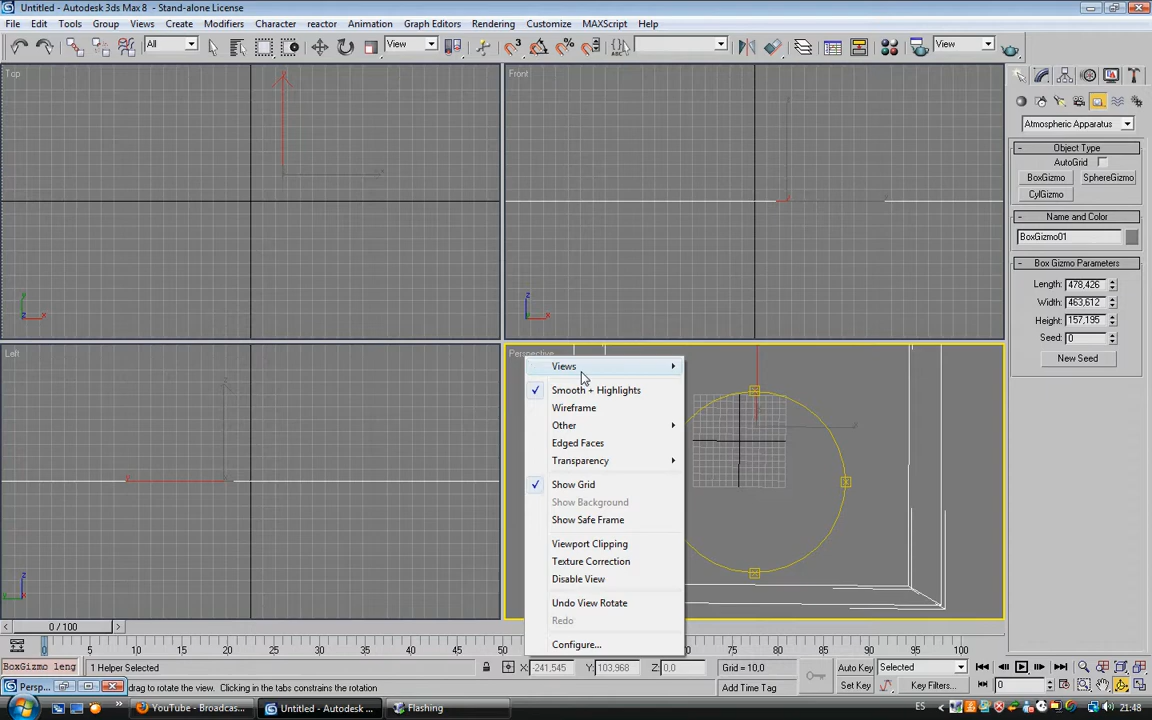 Untitled - Autodesk 3ds Max 8 - Stand-alone License
File Edit Tools Group Views Create Modifiers Character reactor Animation Graph Editors Rendering Customize MAXScript Help
All View View
Top
Front
Left
Perspective
Views
Smooth + Highlights
Wireframe
Other
Edged Faces
Transparency
Show Grid
Show Background
Show Safe Frame
Viewport Clipping
Texture Correction
Disable View
Undo View Rotate
Redo
Configure...
Atmospheric Apparatus
- Object Type
AutoGrid
BoxGizmo SphereGizmo
CylGizmo
- Name and Color
BoxGizmo01
- Box Gizmo Parameters
Length: 478,426
Width: 463,612
Height: 157,195
Seed: 0
New Seed
< 0 / 100 >
0 5 10 15 20 25 30 35 40 45 50 75 80 85 90 95 100
BoxGizmo leng 1 Helper Selected X: -241,545 Y: 103,968 Z: 0,0 Grid = 10,0 Auto Key Selected
Persp... drag to rotate the view. Clicking in the tabs constrains the rotation Add Time Tag Set Key Key Filters... 0
YouTube - Broadcas... Untitled - Autodesk ... Flashing ES 21:48